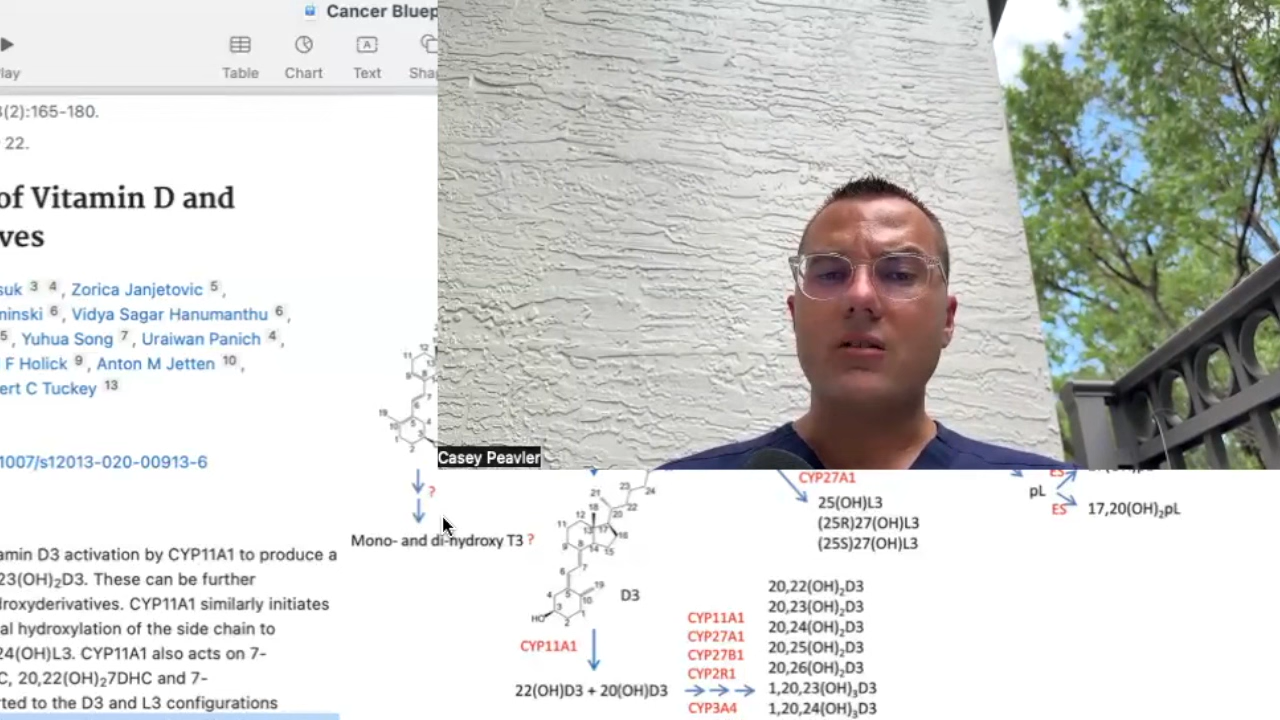 Cancer Bluep
lay
Table
Chart
Text
Sha
(2):165-180.
22.
of Vitamin D and
ves
suk 3 4, Zorica Janjetovic 5,
ninski 6, Vidya Sagar Hanumanthu 6,
5, Yuhua Song 7, Uraiwan Panich 4,
F Holick 9, Anton M Jetten 10,
ert C Tuckey 13
1007/s12013-020-00913-6
Casey Peavler
amin D3 activation by CYP11A1 to produce a
23(OH)₂D3. These can be further
droxyderivatives. CYP11A1 similarly initiates
al hydroxylation of the side chain to
24(OH)L3. CYP11A1 also acts on 7-
C, 20,22(OH)₂7DHC and 7-
rted to the D3 and L3 configurations
?
Mono- and di-hydroxy T3 ?
HO
D3
CYP11A1
22(OH)D3 + 20(OH)D3
CYP27A1
25(OH)L3
(25R)27(OH)L3
(25S)27(OH)L3
pL
ES
17,20(OH)₂pL
CYP11A1
CYP27A1
CYP27B1
CYP2R1
CYP3A4
20,22(OH)₂D3
20,23(OH)₂D3
20,24(OH)₂D3
20,25(OH)₂D3
20,26(OH)₂D3
1,20,23(OH)₃D3
1,20,24(OH)₃D3